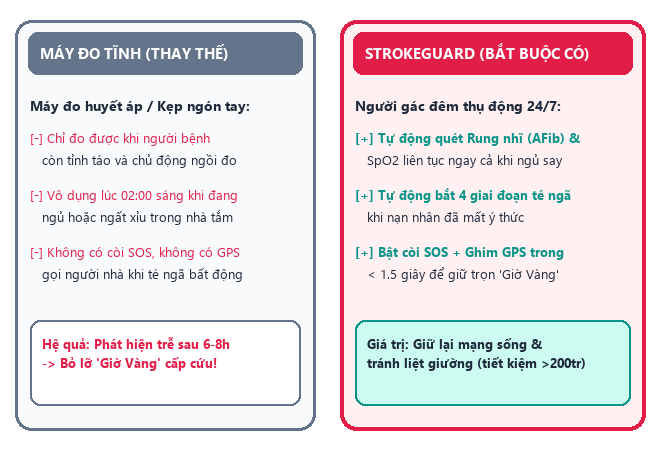 MÁY ĐO TĨNH (THAY THẾ)
Máy đo huyết áp / Kẹp ngón tay:
[-] Chỉ đo được khi người bệnh
còn tỉnh táo và chủ động ngồi đo
[-] Vô dụng lúc 02:00 sáng khi đang
ngủ hoặc ngất xỉu trong nhà tắm
[-] Không có còi SOS, không có GPS
gọi người nhà khi té ngã bất động
Hệ quả: Phát hiện trễ sau 6-8h
-> Bỏ lỡ 'Giờ Vàng' cấp cứu!
STROKEGUARD (BẮT BUỘC CÓ)
Người gác đêm thụ động 24/7:
[+] Tự động quét Rung nhĩ (AFib) &
SpO2 liên tục ngay cả khi ngủ say
[+] Tự động bắt 4 giai đoạn té ngã
khi nạn nhân đã mất ý thức
[+] Bật còi SOS + Ghim GPS trong
< 1.5 giây để giữ trọn 'Giờ Vàng'
Giá trị: Giữ lại mạng sống &
tránh liệt giường (tiết kiệm >200tr)